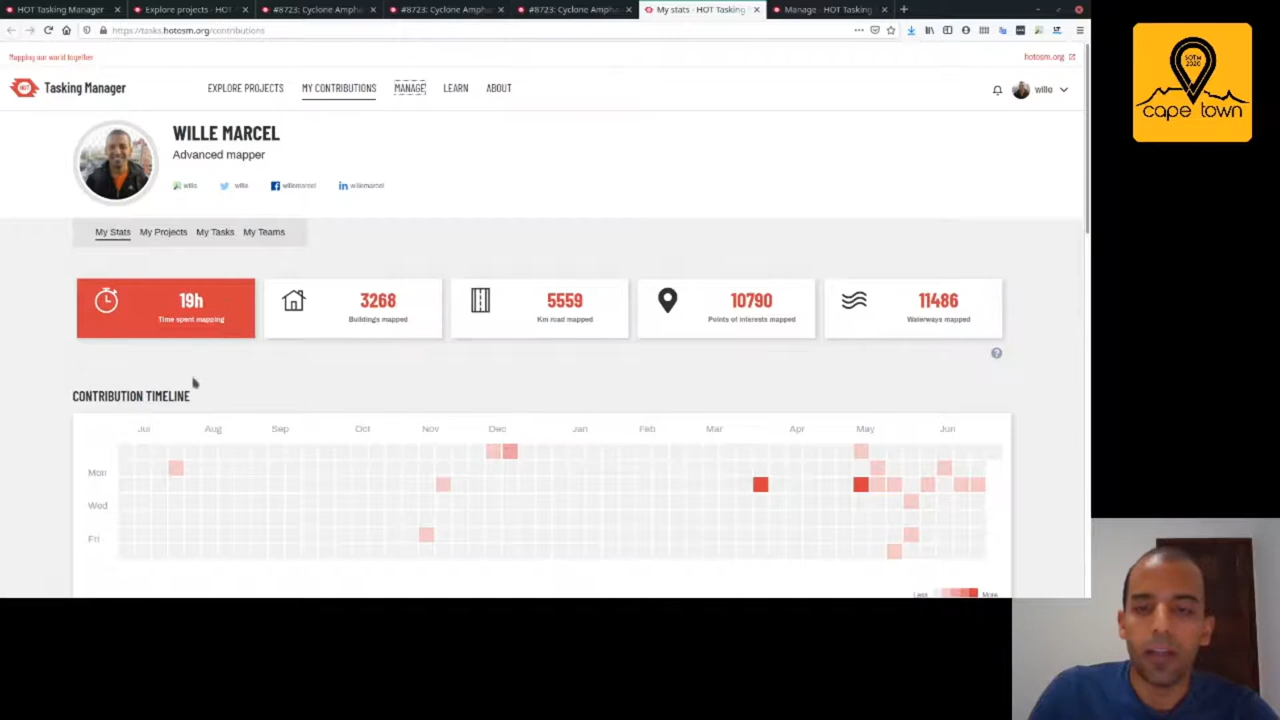 HOT Tasking Manager
Explore projects - HOT
#8723: Cyclone Ampha
#8723: Cyclone Ampha
#8723: Cyclone Ampha
My stats - HOT Tasking
Manage - HOT Tasking
https://tasks.hotosm.org/contributions
Mapping our world together
hotosm.org
HOT
Tasking Manager
EXPLORE PROJECTS
MY CONTRIBUTIONS
MANAGE
LEARN
ABOUT
wille
WILLE MARCEL
Advanced mapper
wille
wille
willemarcel
willemarcel
My Stats
My Projects
My Tasks
My Teams
19h
Time spent mapping
3268
Buildings mapped
5559
Km road mapped
10790
Points of interests mapped
11486
Waterways mapped
?
CONTRIBUTION TIMELINE
Jul Aug Sep Oct Nov Dec Jan Feb Mar Apr May Jun
Mon
Wed
Fri
Less
More
SOTM
2020
cape town